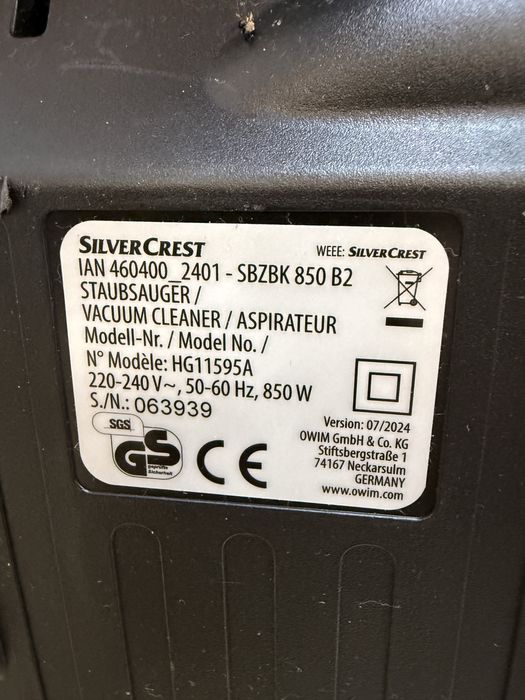 SILVERCREST
WEEE: SILVERCREST
IAN 460400_2401 - SBZBK 850 B2
STAUBSAUGER /
VACUUM CLEANER / ASPIRATEUR
Modell-Nr. / Model No. /
N° Modèle: HG11595A
220-240 V~, 50-60 Hz, 850 W
S./N.: 063939
SGS
GS
geprüfte
Sicherheit
CE
Version: 07/2024
OWIM GmbH & Co. KG
Stiftsbergstraße 1
74167 Neckarsulm
GERMANY
www.owim.com